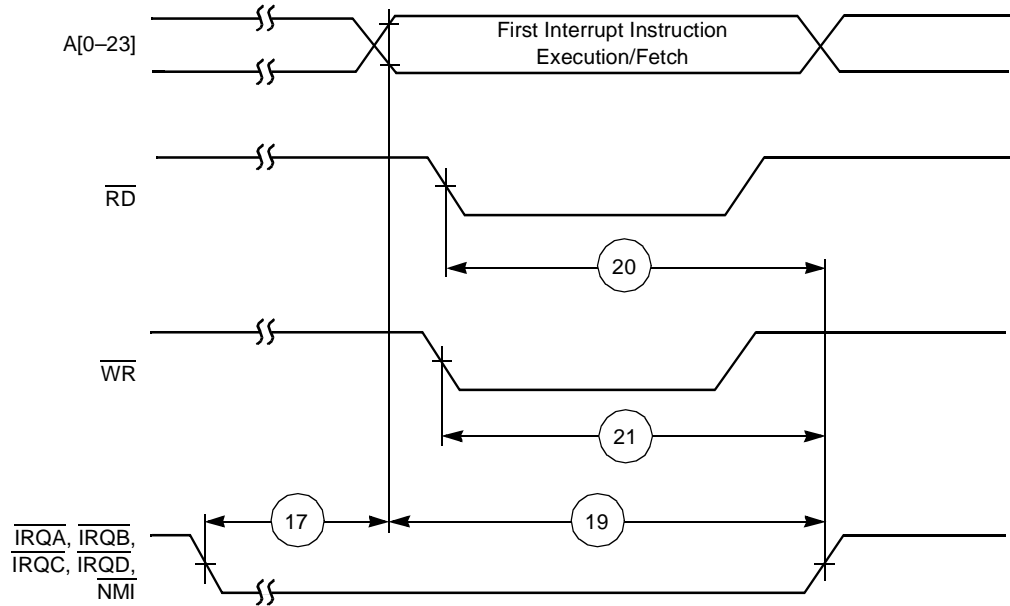 A[0–23]
First Interrupt Instruction
Execution/Fetch
RD
20
WR
21
17
19
IRQA, IRQB,
IRQC, IRQD,
NMI